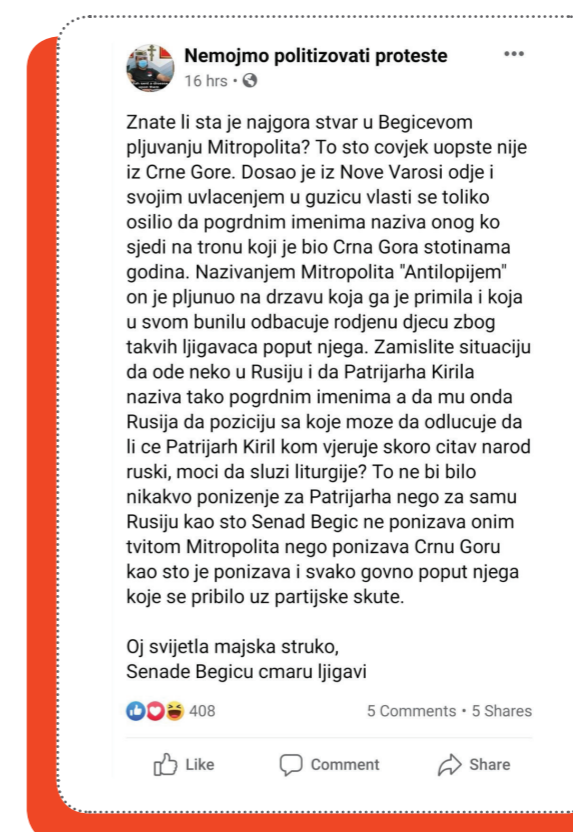 Nemojmo politizovati proteste
16 hrs •
Znate li sta je najgora stvar u Begicevom
pljuvanju Mitropolita? To sto covjek uopste nije
iz Crne Gore. Dosao je iz Nove Varosi odje i
svojim uvlacenjem u guzicu vlasti se toliko
osilio da pogrdnim imenima naziva onog ko
sjedi na tronu koji je bio Crna Gora stotinama
godina. Nazivanjem Mitropolita "Antilopijem"
on je pljunuo na drzavu koja ga je primila i koja
u svom bunilu odbacuje rodjenu djecu zbog
takvih ljigavaca poput njega. Zamislite situaciju
da ode neko u Rusiju i da Patrijarha Kirila
naziva tako pogrdnim imenima a da mu onda
Rusija da poziciju sa koje moze da odlucuje da
li ce Patrijarh Kiril kom vjeruje skoro citav narod
ruski, moci da sluzi liturgije? To ne bi bilo
nikakvo ponizenje za Patrijarha nego za samu
Rusiju kao sto Senad Begic ne ponizava onim
tvitom Mitropolita nego ponizava Crnu Goru
kao sto je ponizava i svako govno poput njega
koje se pribilo uz partijske skute.
Oj svijetla majska struko,
Senade Begicu cmaru ljigavi
408
5 Comments • 5 Shares
Like
Comment
Share